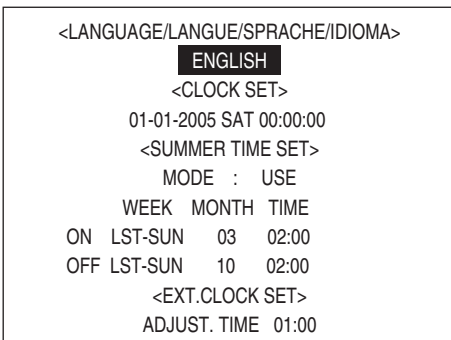 <LANGUAGE/LANGUE/SPRACHE/IDIOMA>
ENGLISH
<CLOCK SET>
01-01-2005 SAT 00:00:00
<SUMMER TIME SET>
MODE : USE
WEEK MONTH TIME
ON LST-SUN 03 02:00
OFF LST-SUN 10 02:00
<EXT.CLOCK SET>
ADJUST. TIME 01:00